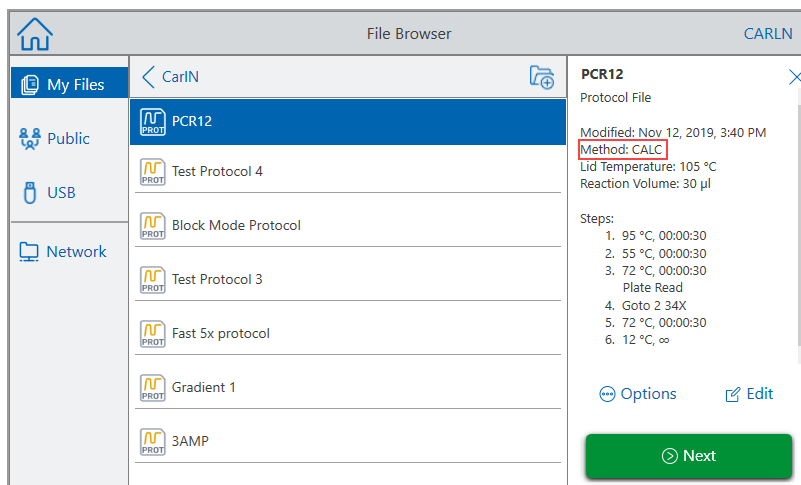 File Browser
CARLN
My Files
Public
USB
Network
CarIN
PROT
PCR12
PROT
Test Protocol 4
PROT
Block Mode Protocol
PROT
Test Protocol 3
PROT
Fast 5x protocol
PROT
Gradient 1
PROT
3AMP
PCR12
Protocol File
Modified: Nov 12, 2019, 3:40 PM
Method: CALC
Lid Temperature: 105 °C
Reaction Volume: 30 µl
Steps:
1. 95 °C, 00:00:30
2. 55 °C, 00:00:30
3. 72 °C, 00:00:30
Plate Read
4. Goto 2 34X
5. 72 °C, 00:00:30
6. 12 °C, ∞
Options
Edit
Next